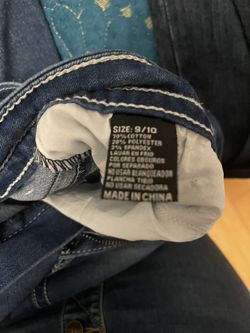 SIZE: 9/10
70% COTTON
28% POLYESTER
2% SPANDEX
LAVAR EN FRIO
COLORES OBSCUROS
POR SEPARADO
NO USAR BLANQUEADOR
PLANCHA TIBIO
NO USAR SECADORA
MADE IN CHINA